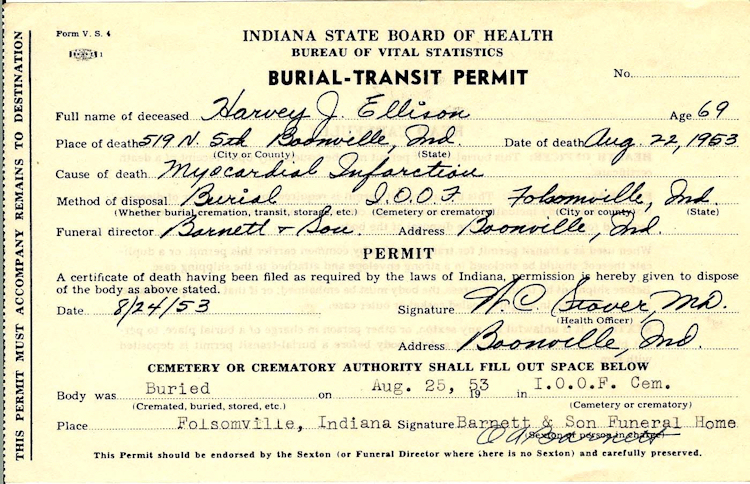 Form V. S. 4
INDIANA STATE BOARD OF HEALTH
BUREAU OF VITAL STATISTICS
BURIAL-TRANSIT PERMIT
No.
Full name of deceased Harvey J. Ellison Age 69
Place of death 519 N. 5th Boonville, Ind. Date of death Aug. 22, 1953
(City or County) (State)
Cause of death Myocardial Infarction
Method of disposal Burial I.O.O.F Folsomville, Ind.
(Whether burial, cremation, transit, storage, etc.) (Cemetery or crematory) (City or county) (State)
Funeral director Barnett & Son Address Boonville, Ind.
PERMIT
A certificate of death having been filed as required by the laws of Indiana, permission is hereby given to dispose
of the body as above stated.
Date 8/24/53 Signature W. C. Stover, MD.
(Health Officer)
Address Boonville, Ind.
CEMETERY OR CREMATORY AUTHORITY SHALL FILL OUT SPACE BELOW
Body was Buried on Aug. 25, 53 19 in I.O.O.F. Cem.
(Cremated, buried, stored, etc.) (Cemetery or crematory)
Place Folsomville, Indiana Signature Barnett & Son Funeral Home
(Sexton or person in charge)
This Permit should be endorsed by the Sexton (or Funeral Director where there is no Sexton) and carefully preserved.
THIS PERMIT MUST ACCOMPANY REMAINS TO DESTINATION